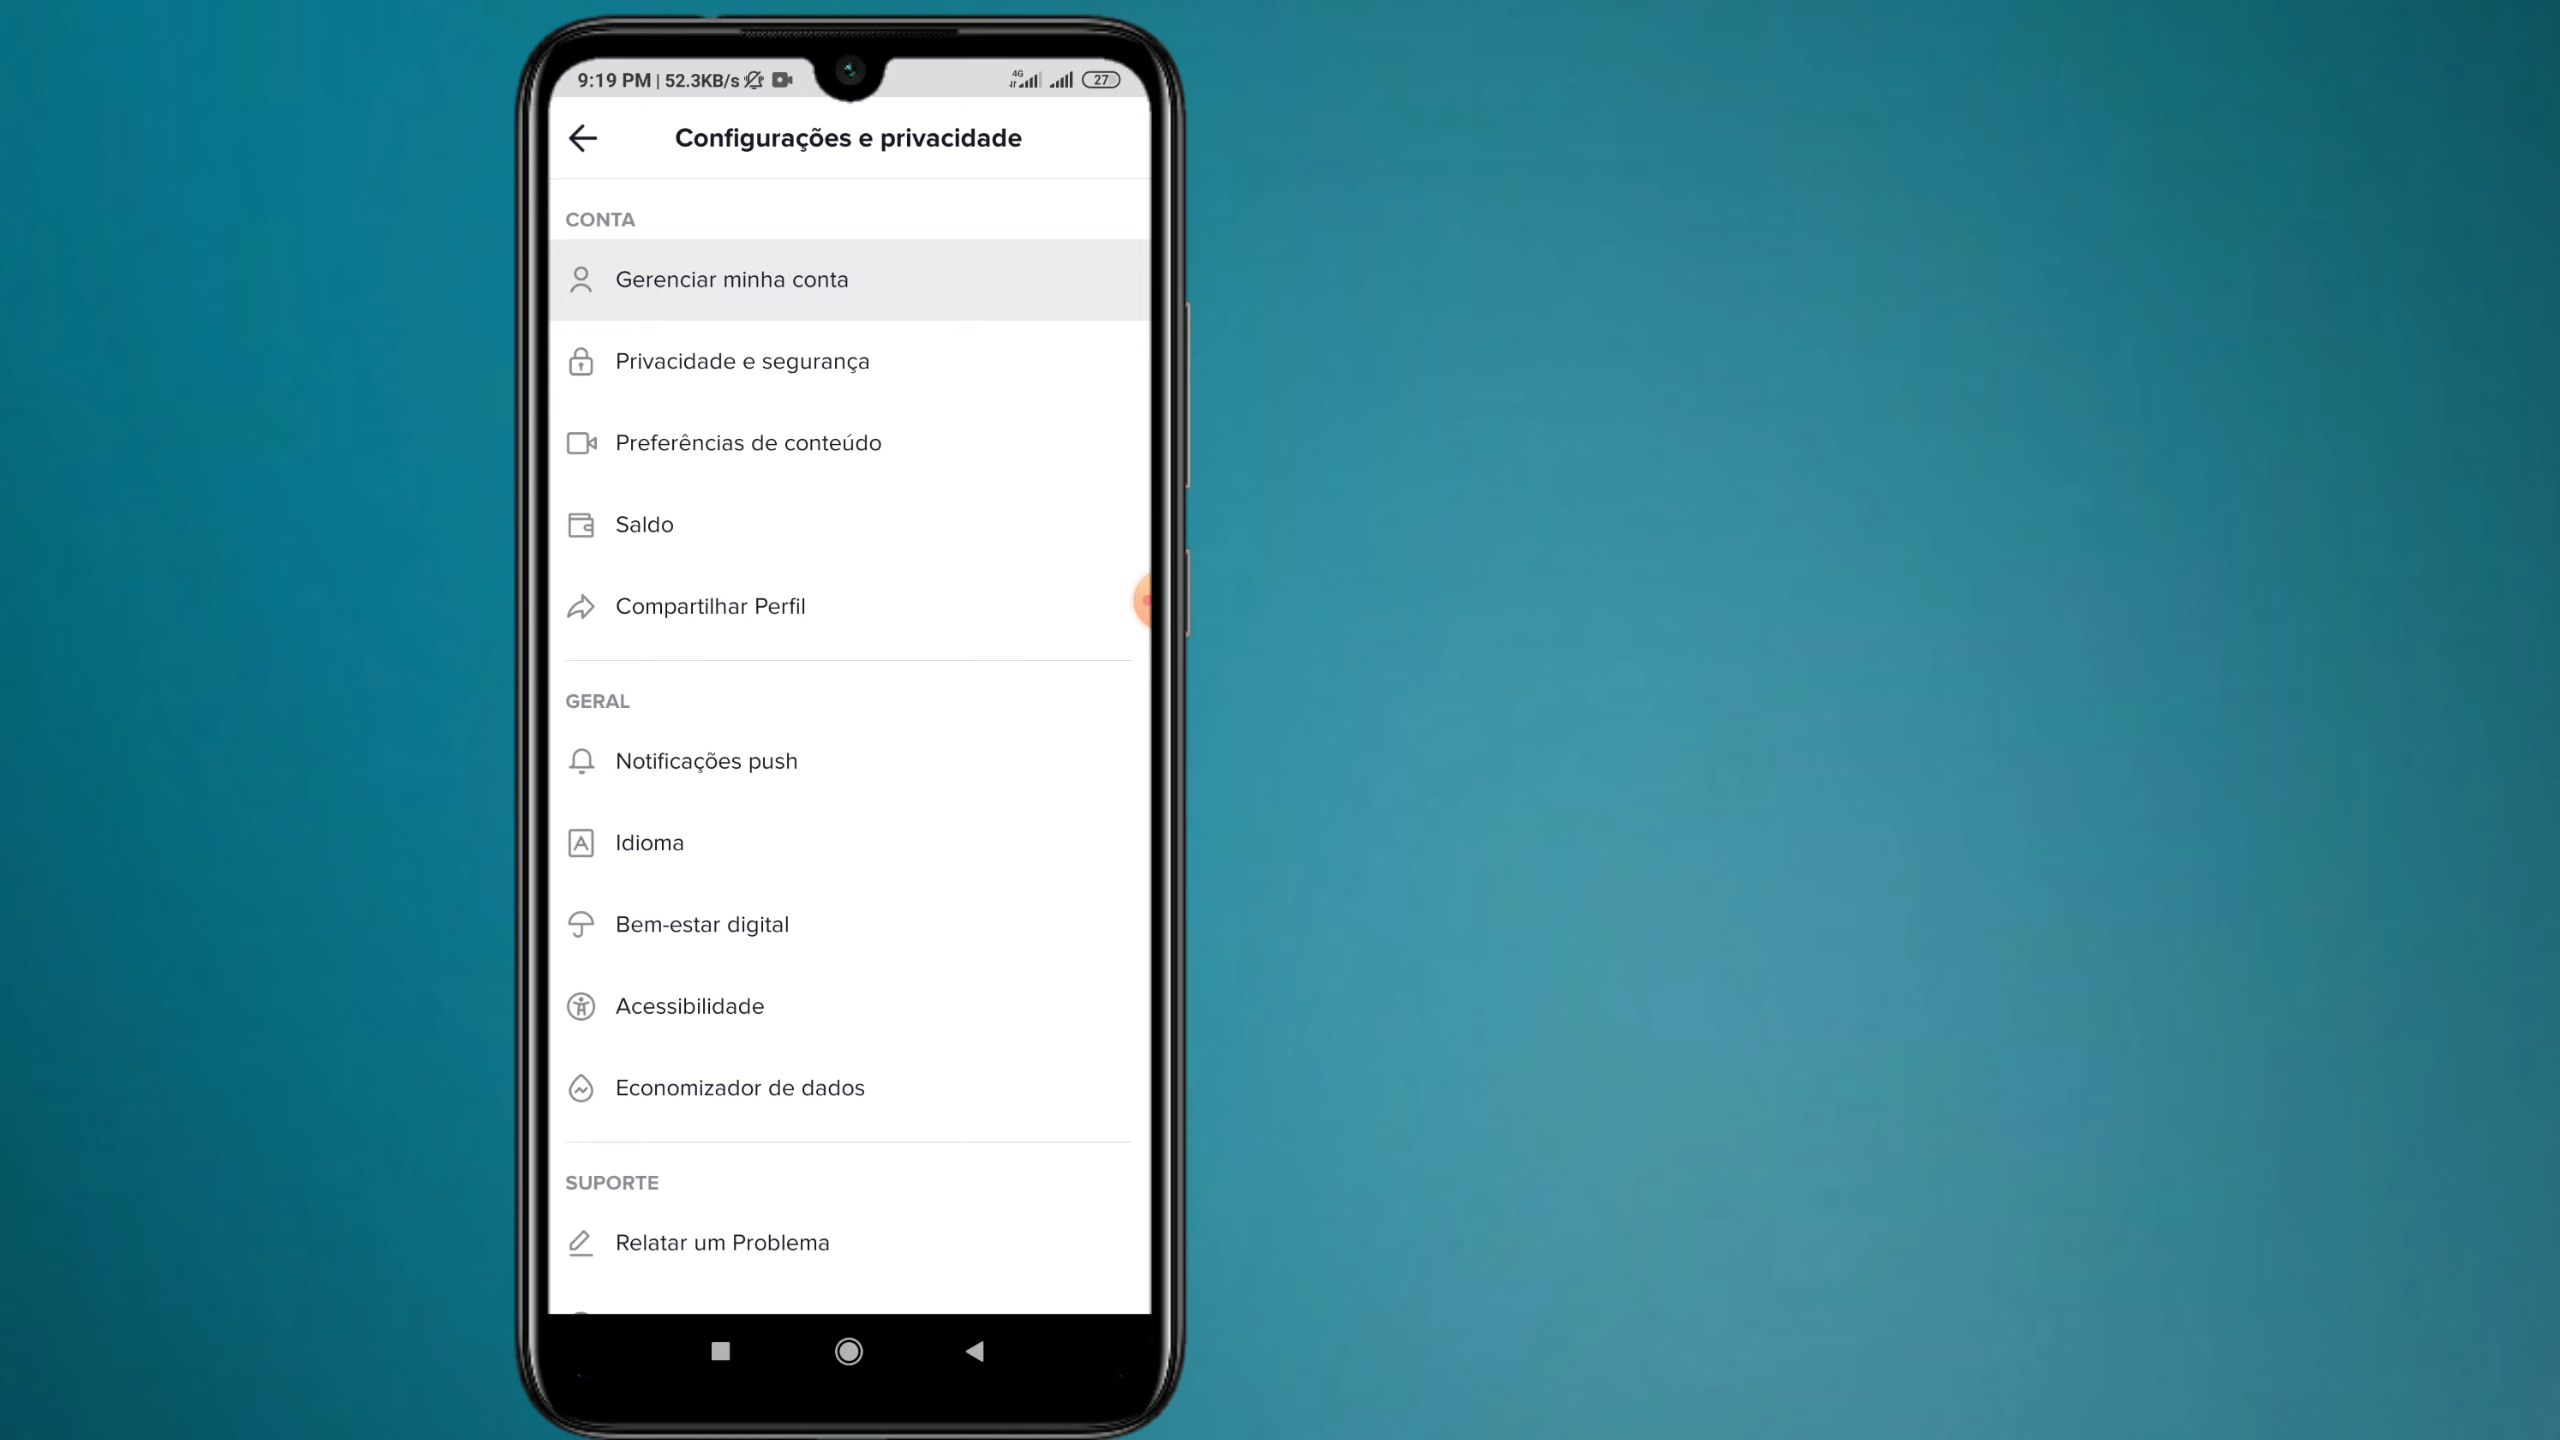 9:19 PM | 52.3KB/s 4G 27
Configurações e privacidade
CONTA
Gerenciar minha conta
Privacidade e segurança
Preferências de conteúdo
Saldo
Compartilhar Perfil
GERAL
Notificações push
A Idioma
Bem-estar digital
Acessibilidade
Economizador de dados
SUPORTE
Relatar um Problema